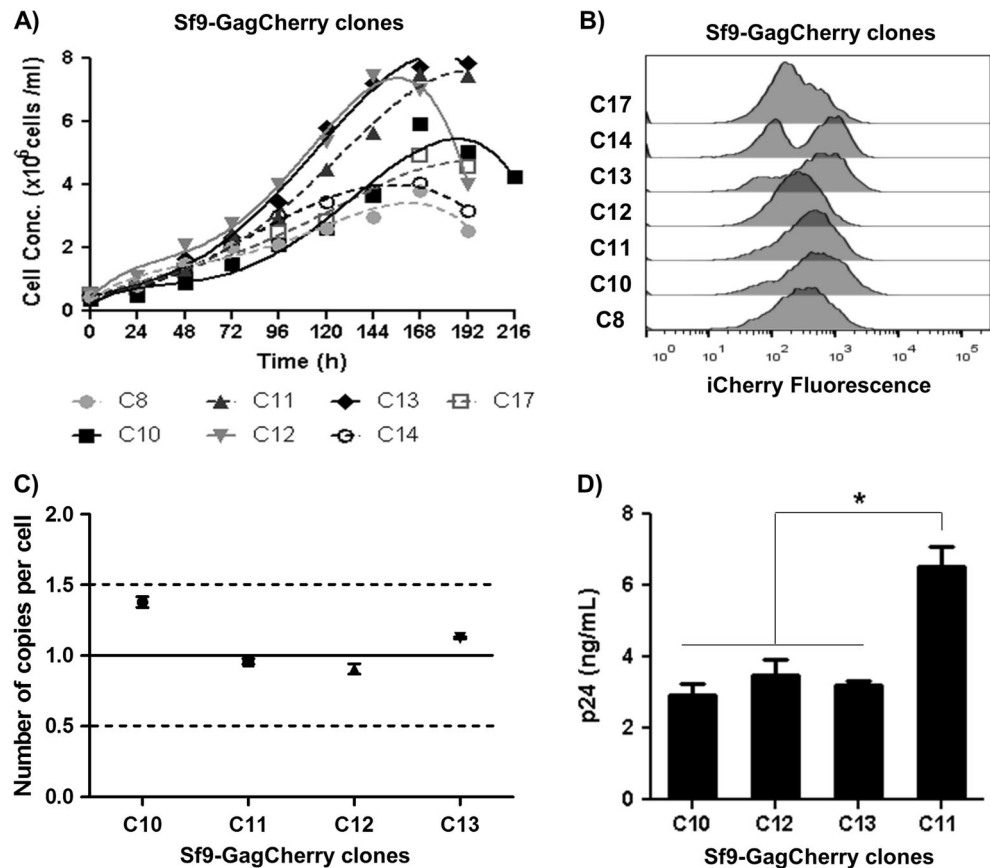 A)
Sf9-GagCherry clones
Cell Conc. (x10⁶ cells /ml)
8
6
4
2
0
0 24 48 72 96 120 144 168 192 216
Time (h)
C8 C11 C13 C17
C10 C12 C14
B)
Sf9-GagCherry clones
C17
C14
C13
C12
C11
C10
C8
10⁰ 10¹ 10² 10³ 10⁴ 10⁵
iCherry Fluorescence
C)
Number of copies per cell
2.0
1.5
1.0
0.5
0.0
C10 C11 C12 C13
Sf9-GagCherry clones
D)
*
p24 (ng/mL)
8
6
4
2
0
C10 C12 C13 C11
Sf9-GagCherry clones